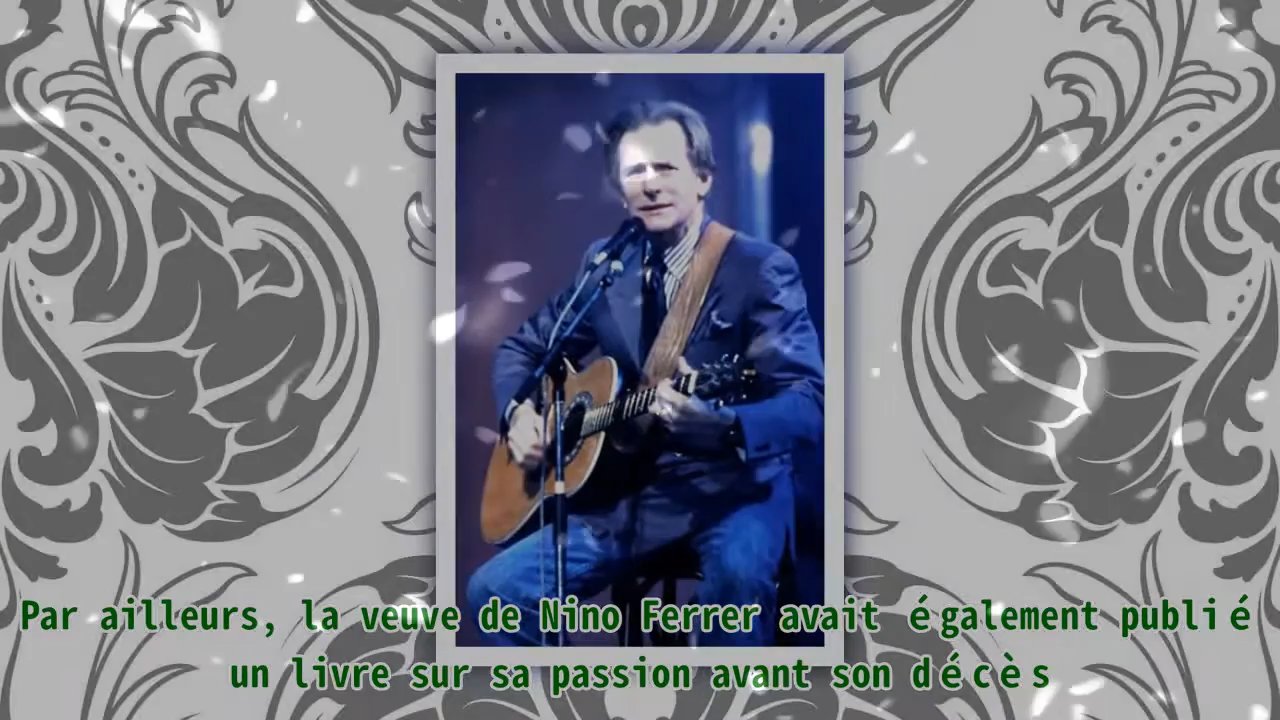 Par ailleurs, la veuve de Nino Ferrer avait également publié
un livre sur sa passion avant son décès